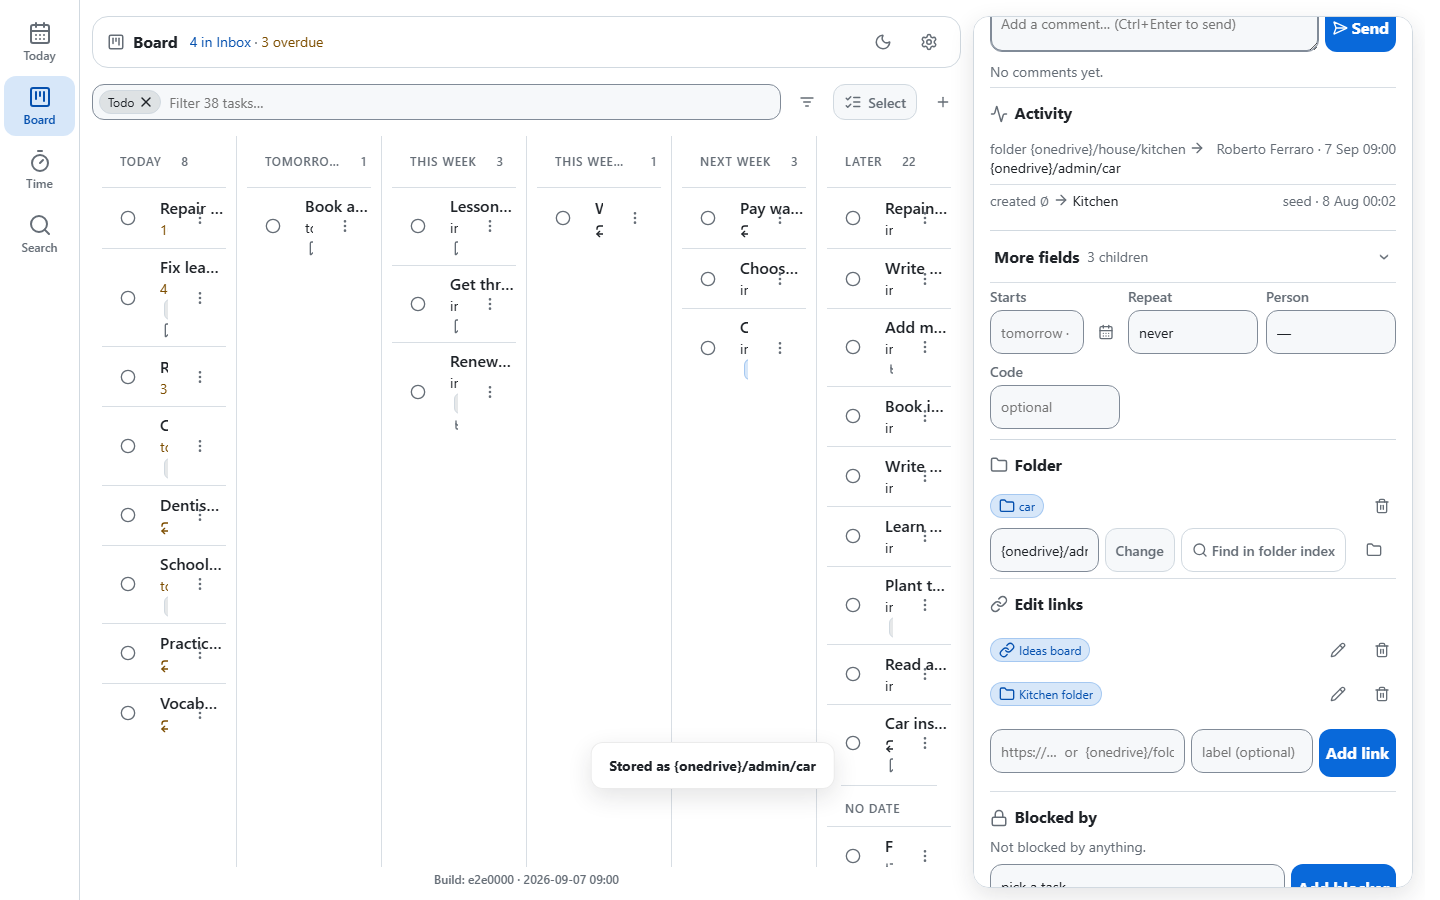 Today
Board
Time
Search
Board 4 in Inbox · 3 overdue
Todo Filter 38 tasks...
Select
TODAY 8
Repair ...
1
Fix lea...
4
R
3
C
Dentis...
School...
Practic...
Vocab...
TOMORRO... 1
Book a...
THIS WEEK 3
Lesson...
Get thr...
Renew...
THIS WEE... 1
NEXT WEEK 3
Pay wa...
Choos...
C
LATER 22
Repain...
Write ...
Add m...
Book i...
Write ...
Learn ...
Plant t...
Read a...
Car ins...
NO DATE
F
Stored as {onedrive}/admin/car
Build: e2e0000 · 2026-09-07 09:00
Add a comment... (Ctrl+Enter to send)
Send
No comments yet.
Activity
folder {onedrive}/house/kitchen → Roberto Ferraro · 7 Sep 09:00
{onedrive}/admin/car
created ∅ → Kitchen seed · 8 Aug 00:02
More fields 3 children
Starts Repeat Person
tomorrow · never —
Code
optional
Folder
car
{onedrive}/adr Change Find in folder index
Edit links
Ideas board
Kitchen folder
https://... or {onedrive}/folc label (optional) Add link
Blocked by
Not blocked by anything.
pick a task
Add blocker